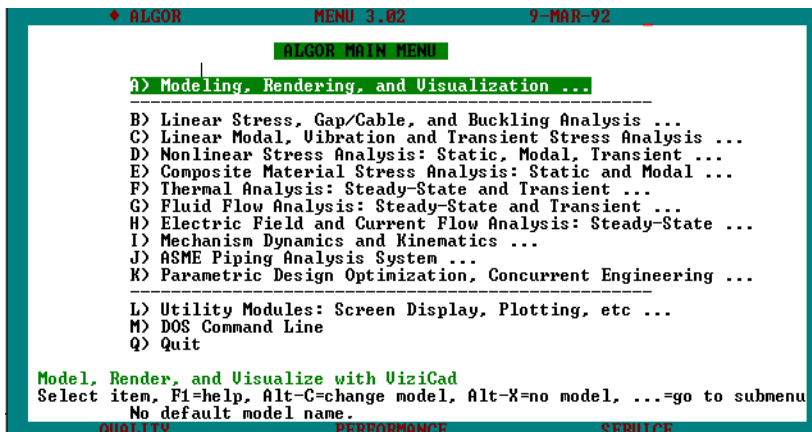 ♦ ALGOR MENU 3.02 9-MAR-92 _
ALGOR MAIN MENU
A) Modeling, Rendering, and Visualization ...
----------------------------------------------------
B) Linear Stress, Gap/Cable, and Buckling Analysis ...
C) Linear Modal, Vibration and Transient Stress Analysis ...
D) Nonlinear Stress Analysis: Static, Modal, Transient ...
E) Composite Material Stress Analysis: Static and Modal ...
F) Thermal Analysis: Steady-State and Transient ...
G) Fluid Flow Analysis: Steady-State and Transient ...
H) Electric Field and Current Flow Analysis: Steady-State ...
I) Mechanism Dynamics and Kinematics ...
J) ASME Piping Analysis System ...
K) Parametric Design Optimization, Concurrent Engineering ...
----------------------------------------------------
L) Utility Modules: Screen Display, Plotting, etc ...
M) DOS Command Line
Q) Quit
Model, Render, and Visualize with ViziCad
Select item, F1=help, Alt-C=change model, Alt-X=no model, ...=go to submenu
No default model name.
QUALITY PERFORMANCE SERVICE